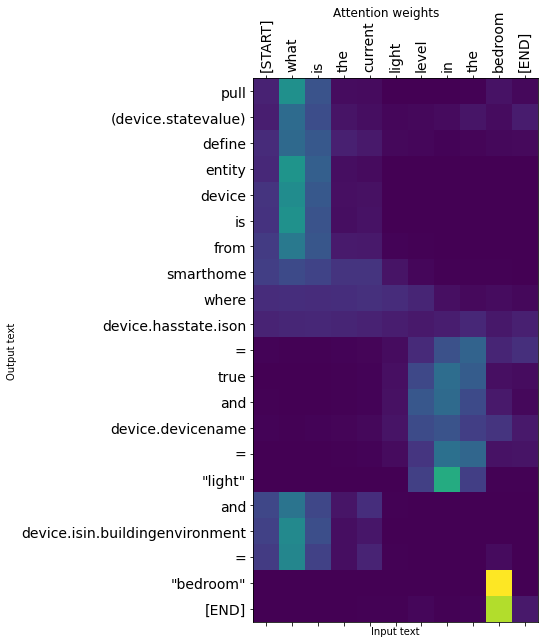 Attention weights
[START]
what
is
the
current
light
level
in
the
bedroom
[END]
pull
(device.statevalue)
define
entity
device
is
from
smarthome
where
device.hasstate.ison
=
true
and
device.devicename
=
"light"
and
device.isin.buildingenvironment
=
"bedroom"
[END]
Output text
Input text